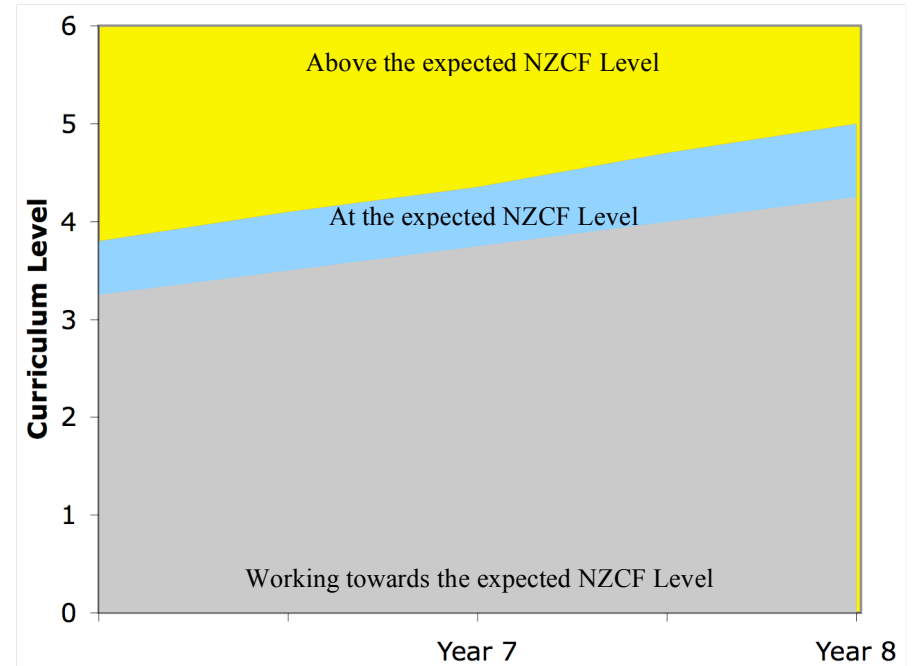 6
Above the expected NZCF Level
5
At the expected NZCF Level
4
Curriculum Level
3
2
1
Working towards the expected NZCF Level
0
Year 7
Year 8